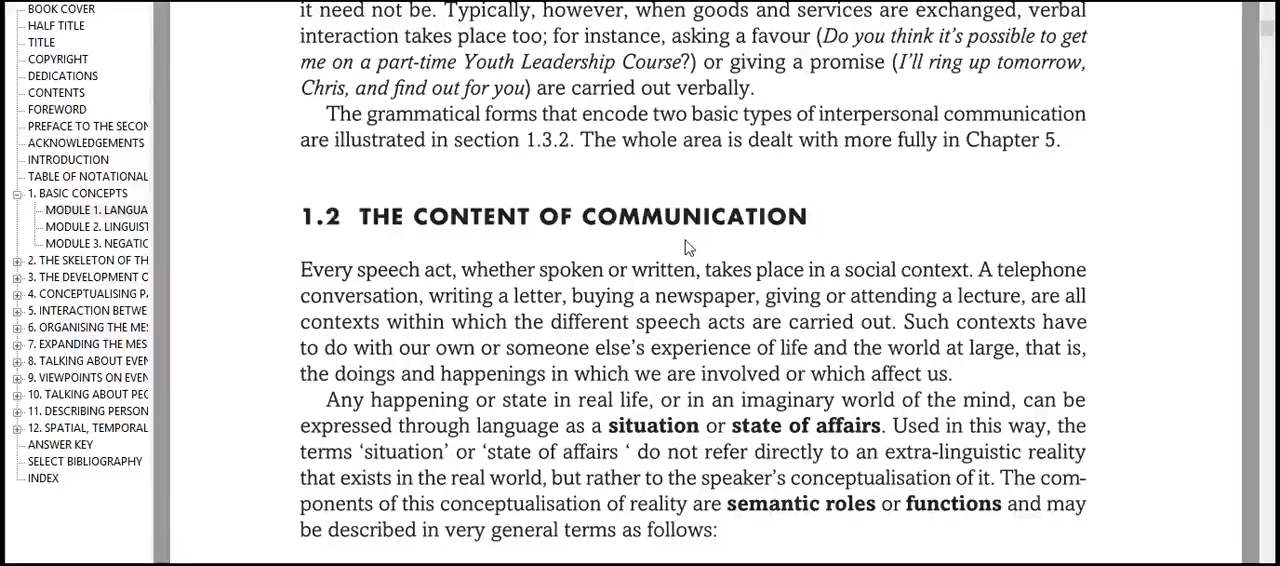 BOOK COVER
HALF TITLE
TITLE
COPYRIGHT
DEDICATIONS
CONTENTS
FOREWORD
PREFACE TO THE SECON
ACKNOWLEDGEMENTS
INTRODUCTION
TABLE OF NOTATIONAL
1. BASIC CONCEPTS
MODULE 1. LANGUA
MODULE 2. LINGUIST
MODULE 3. NEGATIC
2. THE SKELETON OF TH
3. THE DEVELOPMENT O
4. CONCEPTUALISING PA
5. INTERACTION BETWE
6. ORGANISING THE MES
7. EXPANDING THE MES
8. TALKING ABOUT EVEN
9. VIEWPOINTS ON EVEN
10. TALKING ABOUT PEO
11. DESCRIBING PERSON
12. SPATIAL, TEMPORAL
ANSWER KEY
SELECT BIBLIOGRAPHY
INDEX
it need not be. Typically, however, when goods and services are exchanged, verbal
interaction takes place too; for instance, asking a favour (Do you think it's possible to get
me on a part-time Youth Leadership Course?) or giving a promise (I'll ring up tomorrow,
Chris, and find out for you) are carried out verbally.
The grammatical forms that encode two basic types of interpersonal communication
are illustrated in section 1.3.2. The whole area is dealt with more fully in Chapter 5.
1.2 THE CONTENT OF COMMUNICATION
Every speech act, whether spoken or written, takes place in a social context. A telephone
conversation, writing a letter, buying a newspaper, giving or attending a lecture, are all
contexts within which the different speech acts are carried out. Such contexts have
to do with our own or someone else's experience of life and the world at large, that is,
the doings and happenings in which we are involved or which affect us.
Any happening or state in real life, or in an imaginary world of the mind, can be
expressed through language as a situation or state of affairs. Used in this way, the
terms 'situation' or 'state of affairs ' do not refer directly to an extra-linguistic reality
that exists in the real world, but rather to the speaker's conceptualisation of it. The com-
ponents of this conceptualisation of reality are semantic roles or functions and may
be described in very general terms as follows: